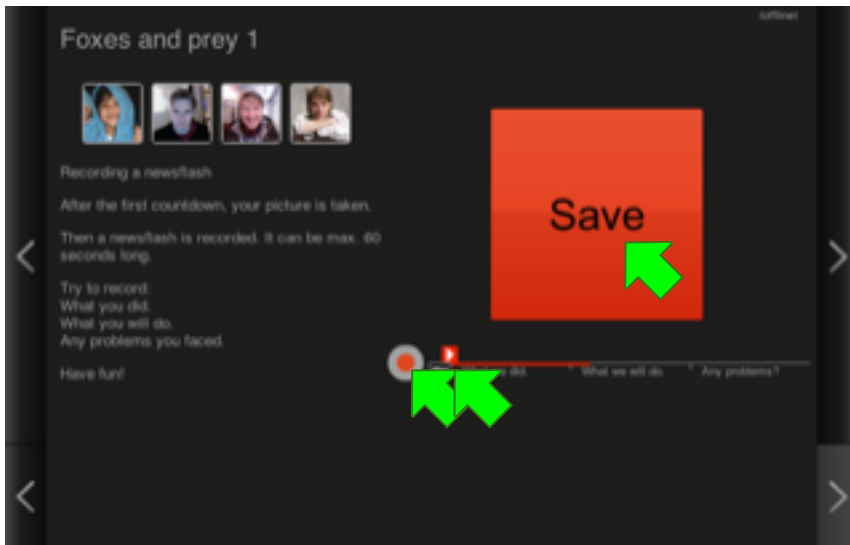 Foxes and prey 1
Recording a newsflash
After the first countdown, your picture is taken.
Then a newsflash is recorded. It can be max. 60
seconds long.
Try to record:
What you did.
What you will do.
Any problems you faced.
Have fun!
Save
did.
What we will do.
Any problems?